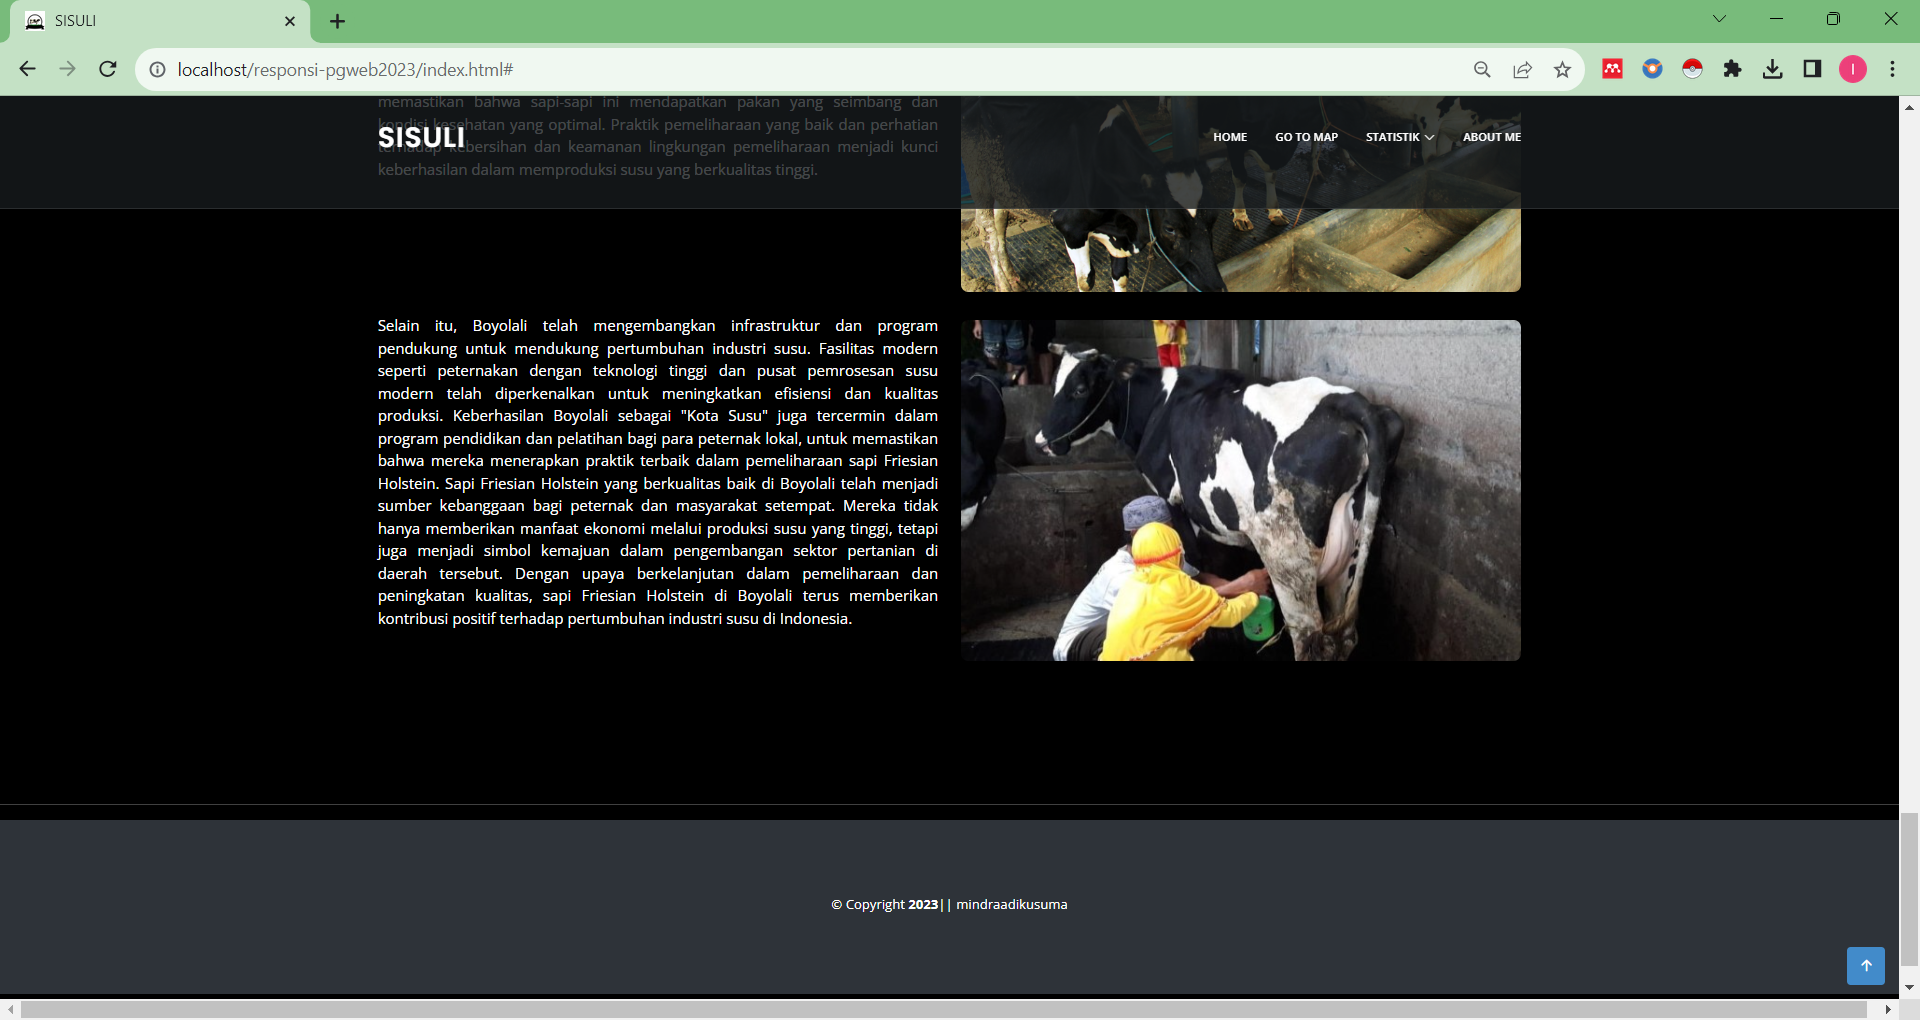 SISULI
localhost/responsi-pgweb2023/index.html#
memastikan bahwa sapi-sapi ini mendapatkan pakan yang seimbang dan
kondisi kesehatan yang optimal. Praktik pemeliharaan yang baik dan perhatian
terhadap kebersihan dan keamanan lingkungan pemeliharaan menjadi kunci
keberhasilan dalam memproduksi susu yang berkualitas tinggi.
SISULI
HOME GO TO MAP STATISTIK ABOUT ME
Selain itu, Boyolali telah mengembangkan infrastruktur dan program
pendukung untuk mendukung pertumbuhan industri susu. Fasilitas modern
seperti peternakan dengan teknologi tinggi dan pusat pemrosesan susu
modern telah diperkenalkan untuk meningkatkan efisiensi dan kualitas
produksi. Keberhasilan Boyolali sebagai "Kota Susu" juga tercermin dalam
program pendidikan dan pelatihan bagi para peternak lokal, untuk memastikan
bahwa mereka menerapkan praktik terbaik dalam pemeliharaan sapi Friesian
Holstein. Sapi Friesian Holstein yang berkualitas baik di Boyolali telah menjadi
sumber kebanggaan bagi peternak dan masyarakat setempat. Mereka tidak
hanya memberikan manfaat ekonomi melalui produksi susu yang tinggi, tetapi
juga menjadi simbol kemajuan dalam pengembangan sektor pertanian di
daerah tersebut. Dengan upaya berkelanjutan dalam pemeliharaan dan
peningkatan kualitas, sapi Friesian Holstein di Boyolali terus memberikan
kontribusi positif terhadap pertumbuhan industri susu di Indonesia.
© Copyright 2023|| mindraadikusuma
I